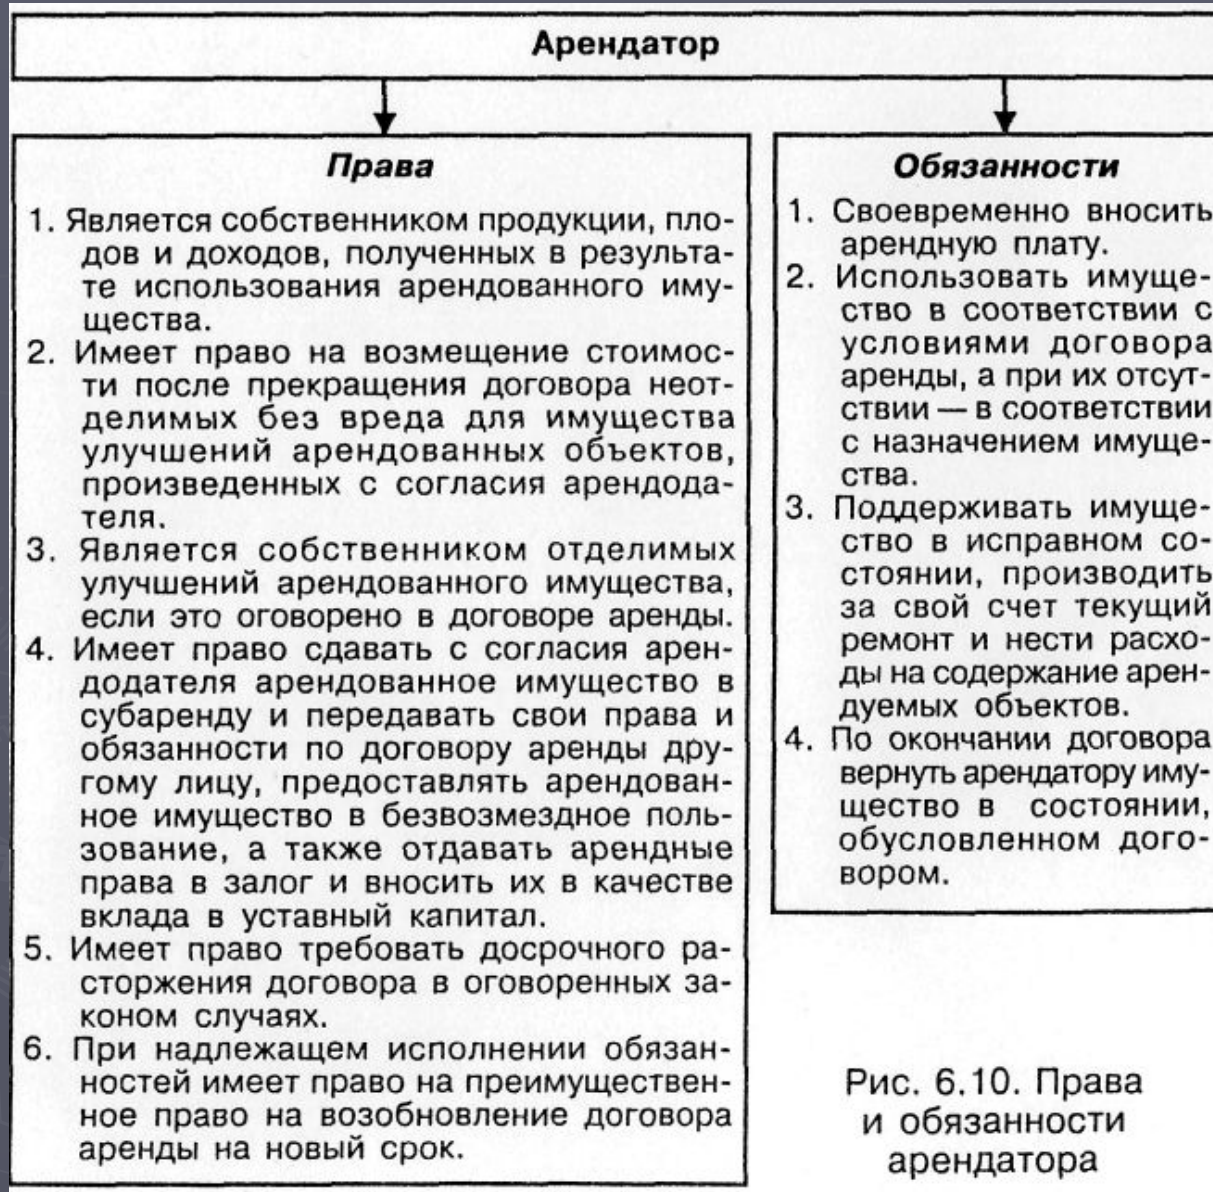 Арендатор
Права
1. Является собственником продукции, пло-
дов и доходов, полученных в результа-
те использования арендованного иму-
щества.
2. Имеет право на возмещение стоимос-
ти после прекращения договора неот-
делимых без вреда для имущества
улучшений арендованных объектов,
произведенных с согласия арендода-
теля.
3. Является собственником отделимых
улучшений арендованного имущества,
если это оговорено в договоре аренды.
4. Имеет право сдавать с согласия арен-
додателя арендованное имущество в
субаренду и передавать свои права и
обязанности по договору аренды дру-
гому лицу, предоставлять арендован-
ное имущество в безвозмездное поль-
зование, а также отдавать арендные
права в залог и вносить их в качестве
вклада в уставный капитал.
5. Имеет право требовать досрочного ра-
сторжения договора в оговоренных за-
коном случаях.
6. При надлежащем исполнении обязан-
ностей имеет право на преимуществен-
ное право на возобновление договора
аренды на новый срок.
Обязанности
1. Своевременно вносить
арендную плату.
2. Использовать имуще-
ство в соответствии с
условиями договора
аренды, а при их отсут-
ствии — в соответствии
с назначением имуще-
ства.
3. Поддерживать имуще-
ство в исправном со-
стоянии, производить
за свой счет текущий
ремонт и нести расхо-
ды на содержание арен-
дуемых объектов.
4. По окончании договора
вернуть арендатору иму-
щество в состоянии,
обусловленном дого-
вором.
Рис. 6.10. Права
и обязанности
арендатора